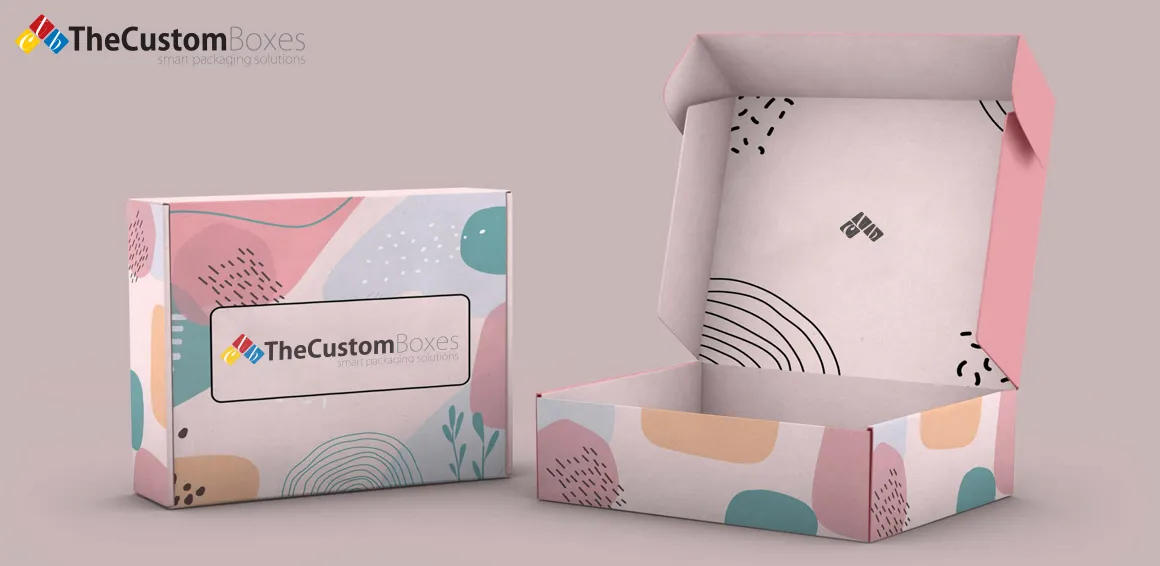 TheCustomBoxes
smart packaging solutions
TheCustomBoxes
smart packaging solutions